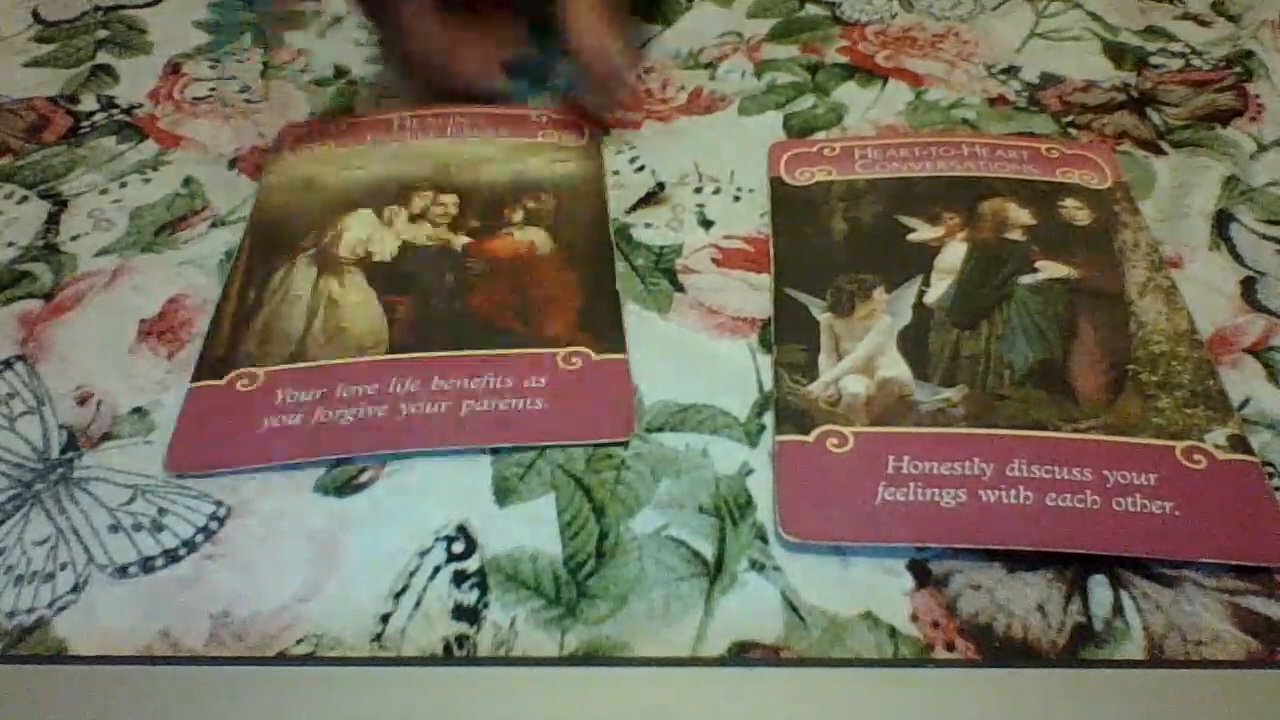 Your love life benefits as
you forgive your parents.
HEART-TO-HEART
CONVERSATIONS
Honestly discuss your
feelings with each other.